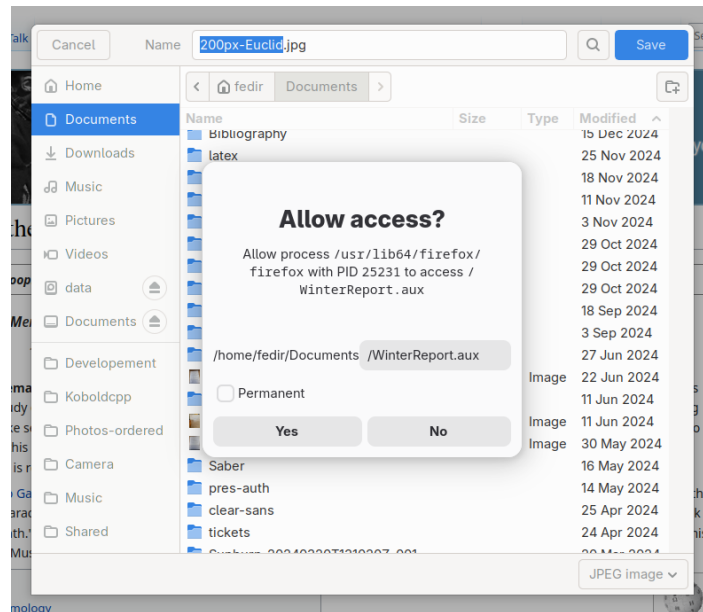 Talk
Cancel
Name
200px-Euclid.jpg
Save
Home
fedir
Documents
Documents
Name
Size
Type
Modified
Bibliography
15 Dec 2024
Downloads
latex
25 Nov 2024
18 Nov 2024
Music
11 Nov 2024
Pictures
3 Nov 2024
29 Oct 2024
Videos
29 Oct 2024
data
29 Oct 2024
Documents
18 Sep 2024
3 Sep 2024
Developement
27 Jun 2024
Image
22 Jun 2024
Koboldcpp
11 Jun 2024
Photos-ordered
Image
11 Jun 2024
Image
30 May 2024
Camera
Saber
16 May 2024
pres-auth
14 May 2024
Music
clear-sans
25 Apr 2024
Shared
tickets
24 Apr 2024
Allow access?
Allow process /usr/lib64/firefox/
firefox with PID 25231 to access /
WinterReport.aux
/home/fedir/Documents
/WinterReport.aux
Permanent
Yes
No
JPEG image